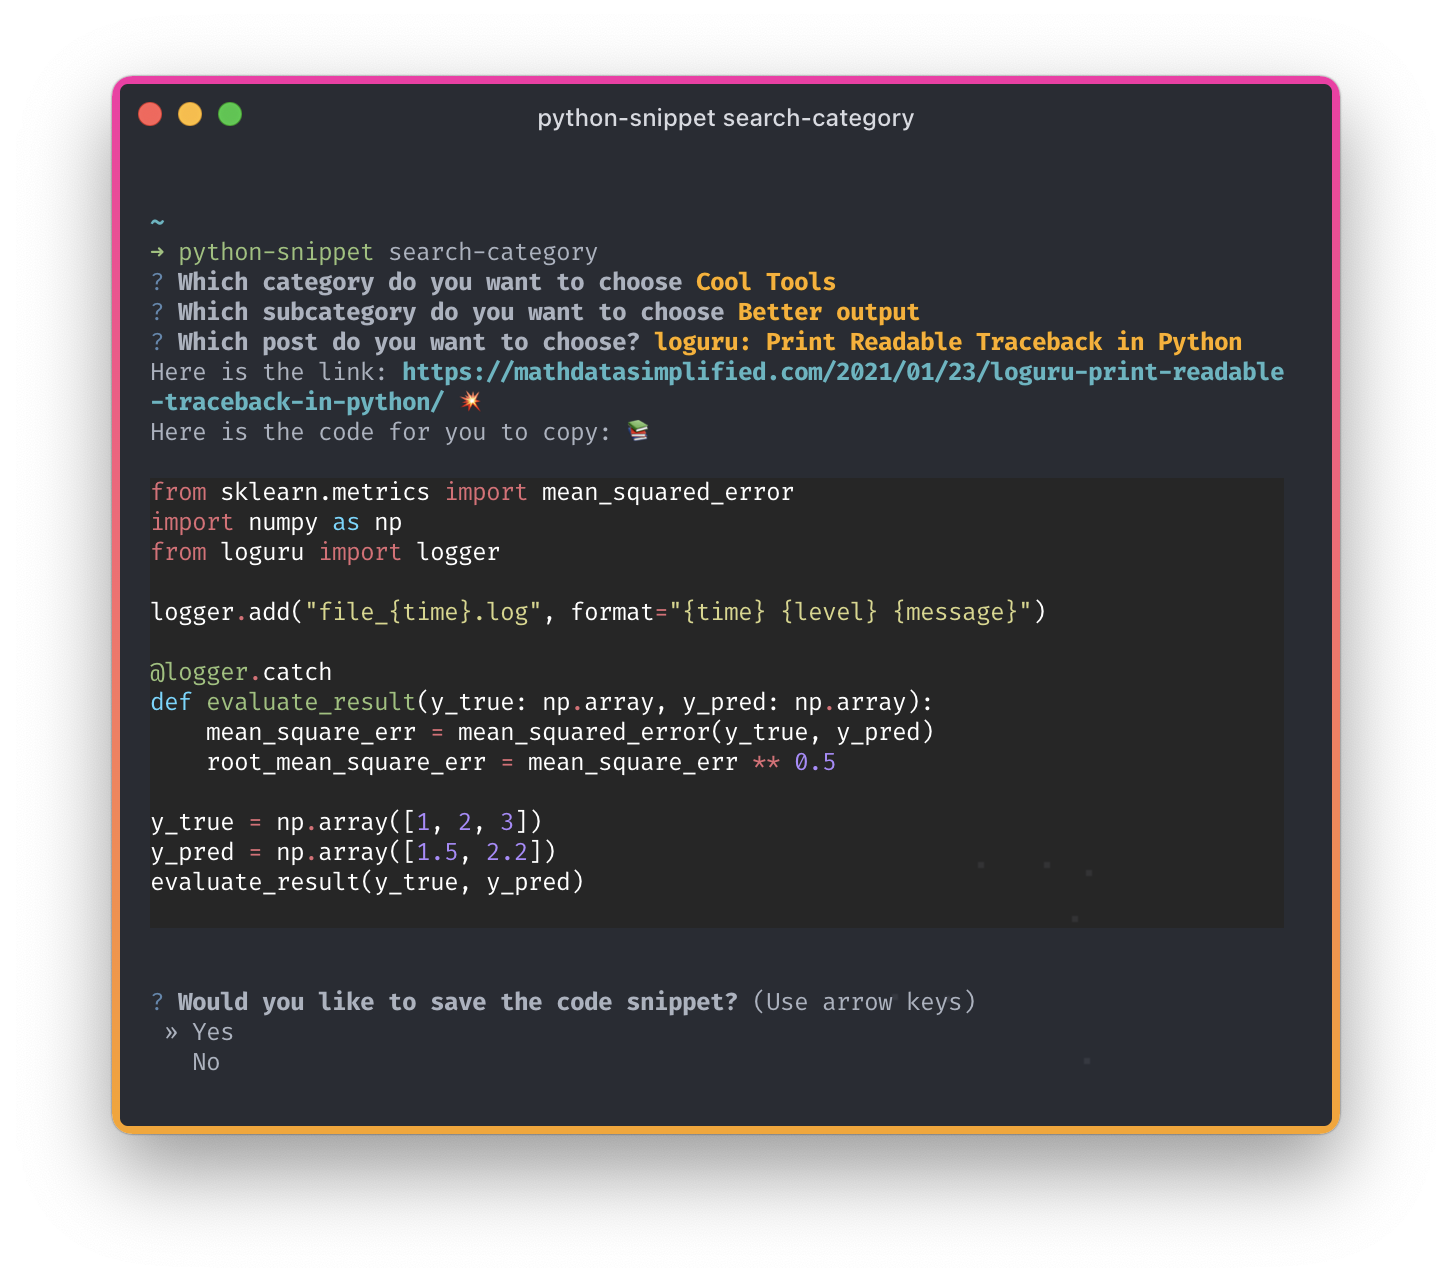 python-snippet search-category
~
➜ python-snippet search-category
? Which category do you want to choose Cool Tools
? Which subcategory do you want to choose Better output
? Which post do you want to choose? loguru: Print Readable Traceback in Python
Here is the link: https://mathdatasimplified.com/2021/01/23/loguru-print-readable
-traceback-in-python/ 💥
Here is the code for you to copy: 📚
from sklearn.metrics import mean_squared_error
import numpy as np
from loguru import logger
logger.add("file_{time}.log", format="{time} {level} {message}")
@logger.catch
def evaluate_result(y_true: np.array, y_pred: np.array):
    mean_square_err = mean_squared_error(y_true, y_pred)
    root_mean_square_err = mean_square_err ** 0.5
y_true = np.array([1, 2, 3])
y_pred = np.array([1.5, 2.2])
evaluate_result(y_true, y_pred)
? Would you like to save the code snippet? (Use arrow keys)
» Yes
No